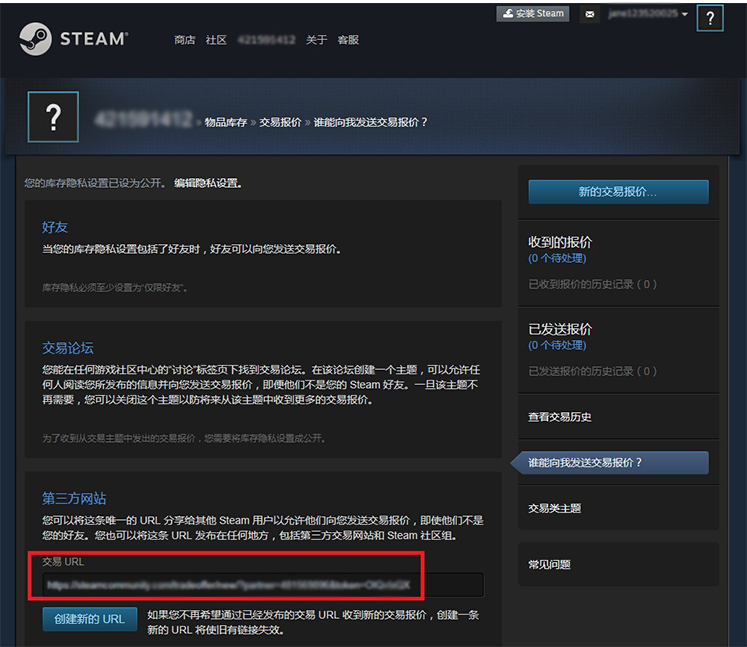 安装 Steam
STEAM®
商店 社区 关于 客服
?
?
» 物品库存 » 交易报价 » 谁能向我发送交易报价？
您的库存隐私设置已设为公开。 编辑隐私设置。
好友
当您的库存隐私设置包括了好友时，好友可以向您发送交易报价。
库存隐私必须至少设置为“仅限好友”。
交易论坛
您能在任何游戏社区中心的“讨论”标签页下找到交易论坛。在该论坛创建一个主题，可以允许任
何人阅读您所发布的信息并向您发送交易报价，即便他们不是您的 Steam 好友。一旦该主题不
再需要，您可以关闭这个主题以防将来从该主题中收到更多的交易报价。
为了收到从交易主题中发出的交易报价，您需要将库存隐私设置成公开。
第三方网站
您可以将这条唯一的 URL 分享给其他 Steam 用户以允许他们向您发送交易报价，即使他们不是
您的好友。您也可以将这条 URL 发布在任何地方，包括第三方交易网站和 Steam 社区组。
交易 URL
创建新的 URL
如果您不再希望通过已经发布的交易 URL 收到新的交易报价，创建一条
新的 URL 将使旧有链接失效。
新的交易报价...
收到的报价
(0 个待处理)
已收到报价的历史记录（0）
已发送报价
(0 个待处理)
已发送报价的历史记录（0）
查看交易历史
谁能向我发送交易报价？
交易类主题
常见问题